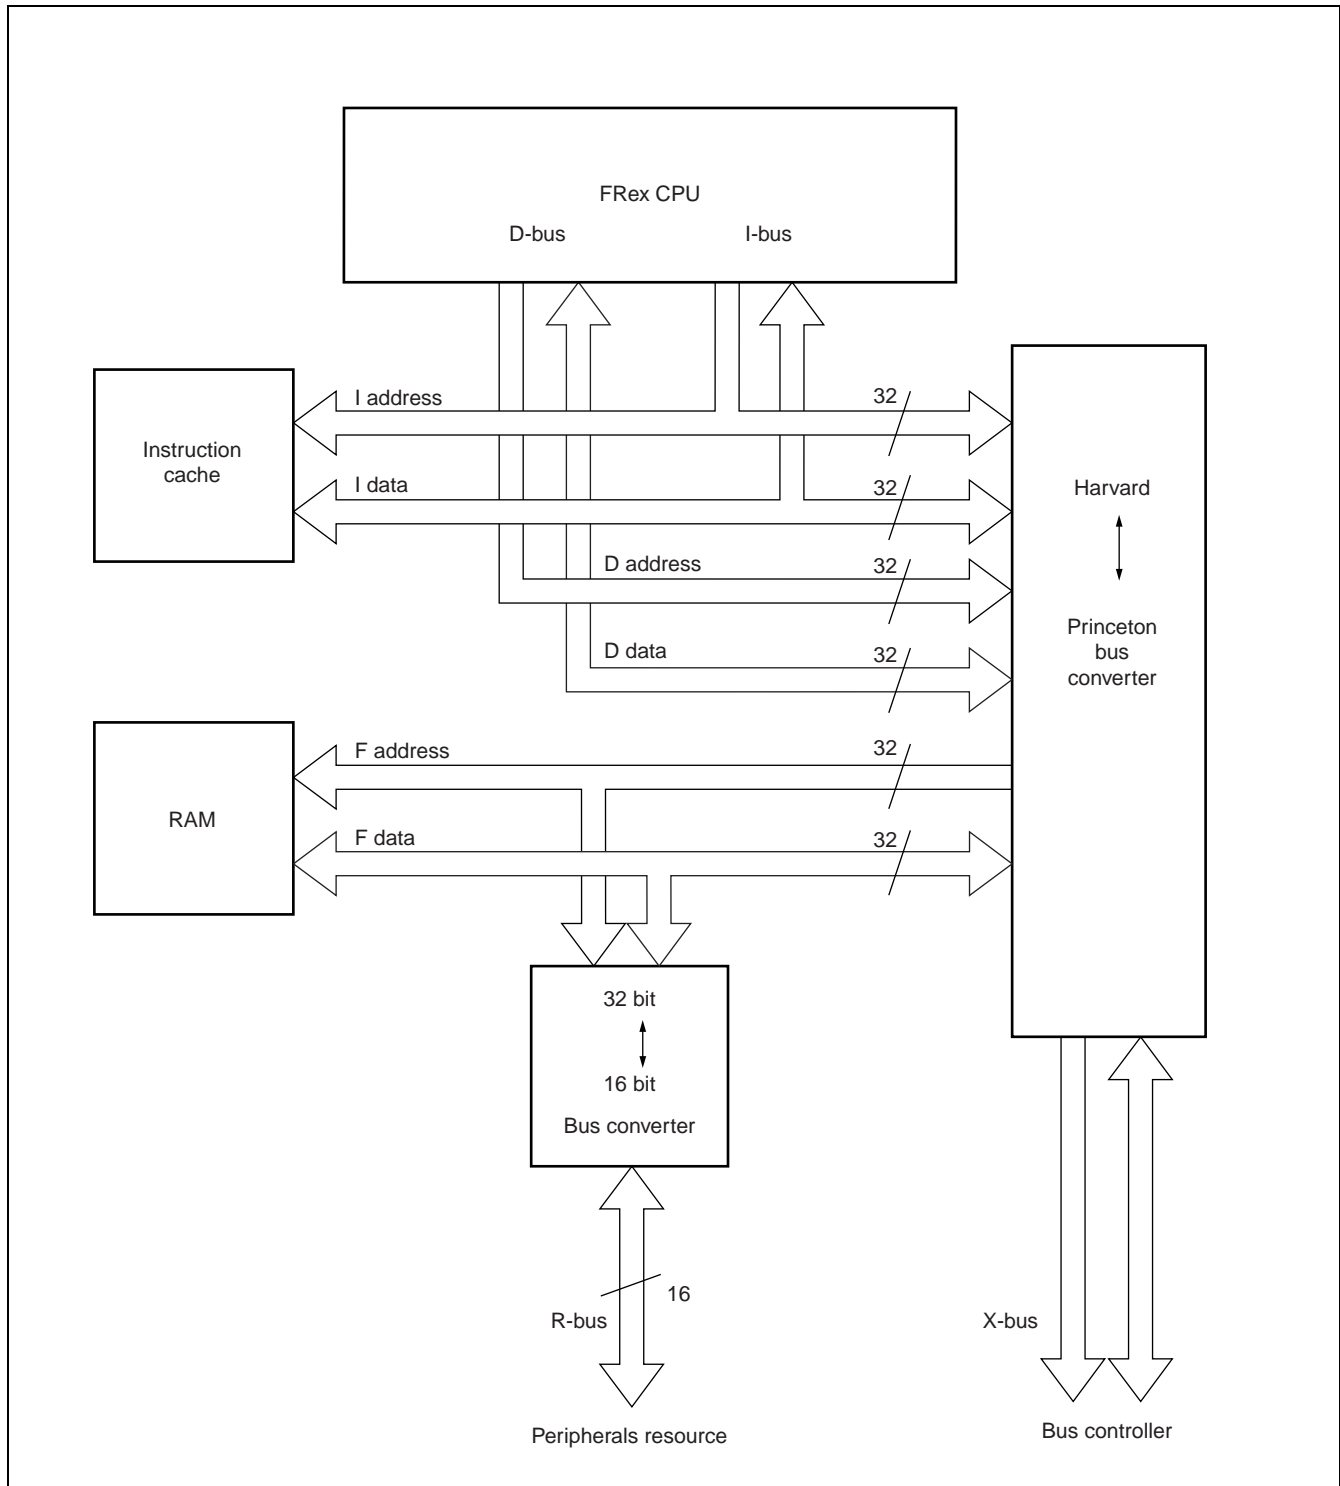 FRex CPU
D-bus
I-bus
I address
32
Instruction
cache
I data
32
Harvard
D address
32
Princeton
bus
converter
D data
32
F address
32
RAM
F data
32
32 bit
16 bit
Bus converter
16
R-bus
X-bus
Peripherals resource
Bus controller